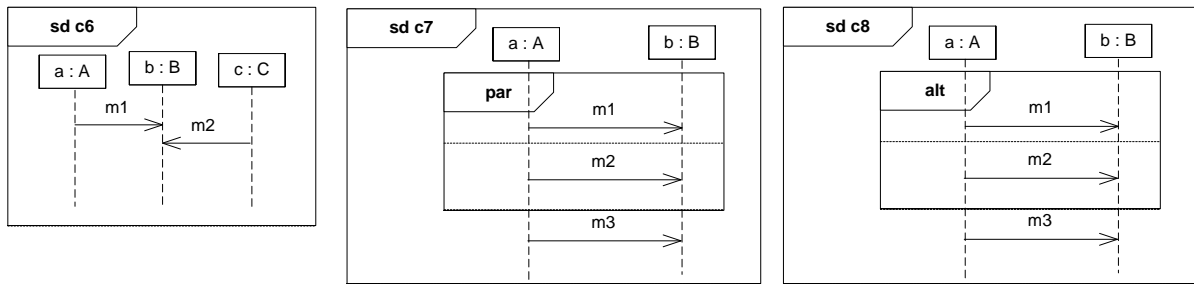 sd c6
a : A
b : B
c : C
m1
m2
sd c7
a : A
b : B
par
m1
m2
m3
sd c8
a : A
b : B
alt
m1
m2
m3